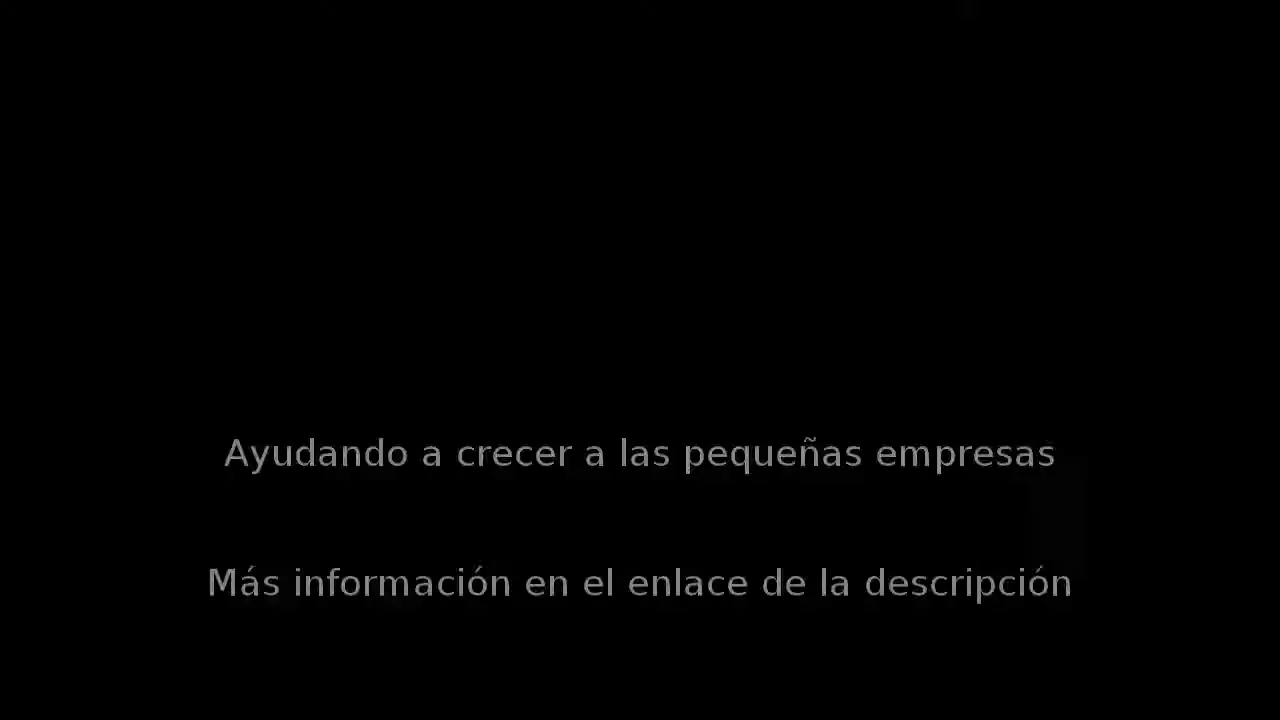 Ayudando a crecer a las pequeñas empresas
Más información en el enlace de la descripción